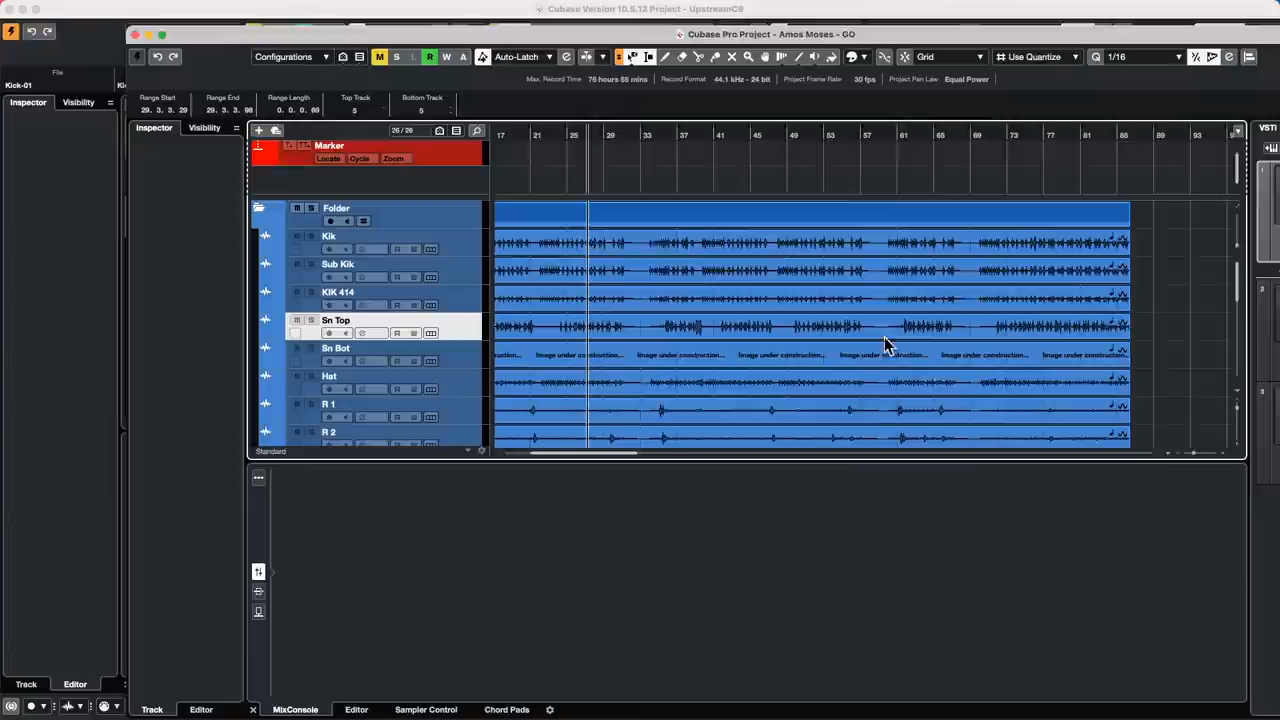 Cubase Version 10.5.12 Project - UpstreamC9
Cubase Pro Project - Amos Moses - GO
Configurations
M S L R W A
Auto-Latch
Grid
Use Quantize
Q 1/16
File
Max. Record Time 76 hours 55 mins Record Format 44.1 kHz - 24 bit Project Frame Rate 30 fps Project Pan Law Equal Power
Kick-01
Ki
Range Start Range End Range Length Top Track Bottom Track
29. 3. 3. 29 29. 3. 3. 98 0. 0. 0. 69 5 5
Inspector Visibility
Inspector Visibility
26 / 26
17 21 25 29 33 37 41 45 49 53 57 61 65 69 73 77 81 85 89 93
VSTi
Marker
Locate Cycle Zoom
Folder
Kik
Sub Kik
KIK 414
Sn Top
Sn Bot
ruction... Image under construction... Image under construction... Image under construction... Image under construction... Image under construction... Image under construction...
Hat
R 1
R 2
Standard
1
2
3
Track Editor
Track Editor
MixConsole Editor Sampler Control Chord Pads